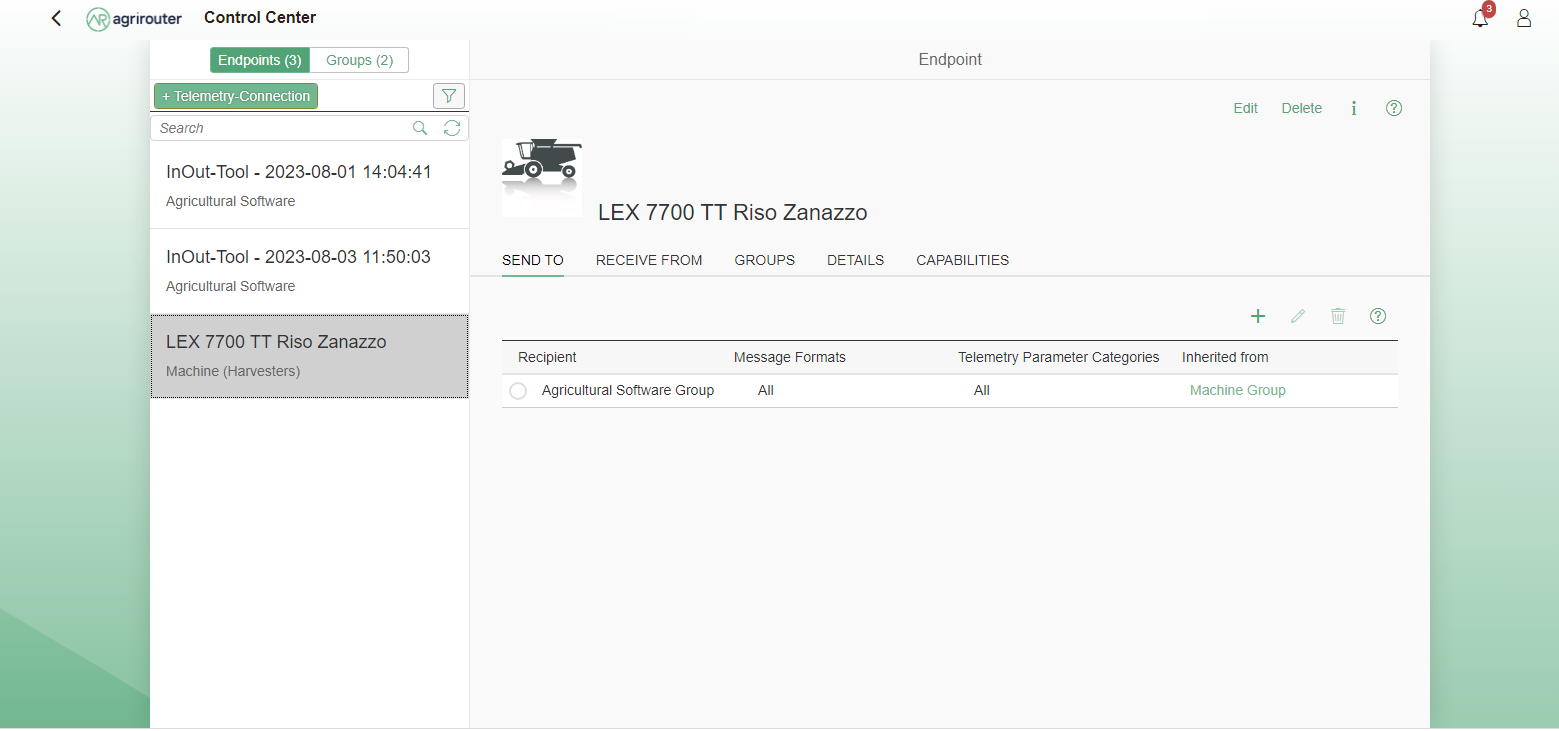 agrirouter Control Center 3
Endpoints (3) Groups (2)
Endpoint
+ Telemetry-Connection
Edit Delete
Search
InOut-Tool - 2023-08-01 14:04:41
Agricultural Software
LEX 7700 TT Riso Zanazzo
InOut-Tool - 2023-08-03 11:50:03
Agricultural Software
SEND TO RECEIVE FROM GROUPS DETAILS CAPABILITIES
LEX 7700 TT Riso Zanazzo
Machine (Harvesters)
Recipient Message Formats Telemetry Parameter Categories Inherited from
Agricultural Software Group All All Machine Group